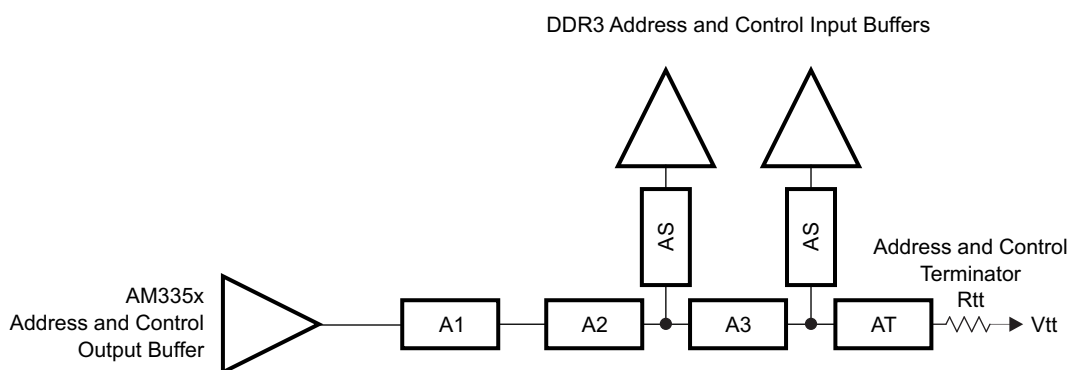 DDR3 Address and Control Input Buffers
AS
AS
Address and Control
Terminator
Rtt
AM335x
Address and Control
Output Buffer
A1
A2
A3
AT
Vtt